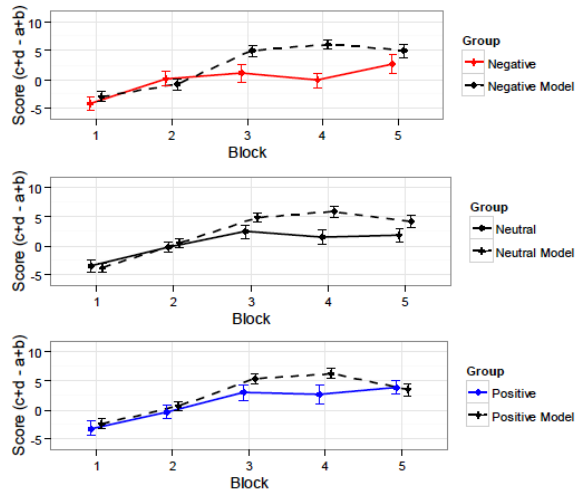 Score (c+d - a+b)
10
5
0
-5
1 2 3 4 5
Block
Group
Negative
Negative Model
Score (c+d - a+b)
10
5
0
-5
1 2 3 4 5
Block
Group
Neutral
Neutral Model
Score (c+d - a+b)
10
5
0
-5
1 2 3 4 5
Block
Group
Positive
Positive Model